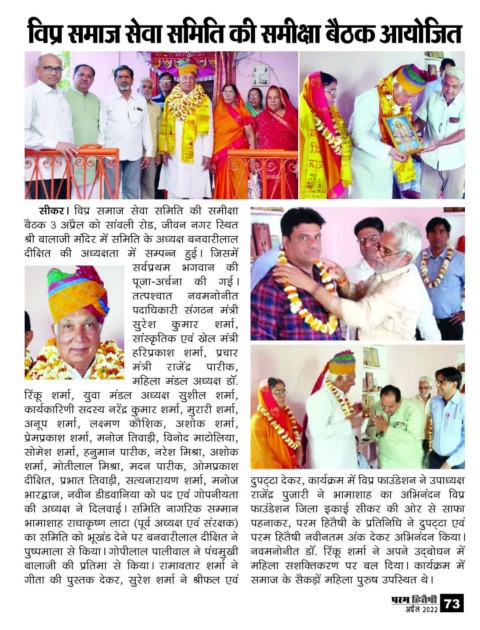 विप्र समाज सेवा समिति की समीक्षा बैठक आयोजित
सीकर। विप्र समाज सेवा समिति की समीक्षा
बैठक 3 अप्रैल को सांवली रोड, जीवन नगर स्थित
श्री बालाजी मंदिर में समिति के अध्यक्ष बनवारीलाल
दीक्षित की अध्यक्षता में सम्पन्न हुई। जिसमें
सर्वप्रथम भगवान की
पूजा-अर्चना की गई।
तत्पश्चात नवमनोनीत
पदाधिकारी संगठन मंत्री
सुरेश कुमार शर्मा,
सांस्कृतिक एवं खेल मंत्री
हरिप्रकाश शर्मा, प्रचार
मंत्री राजेंद्र पारीक,
महिला मंडल अध्यक्ष डॉ.
रिंकू शर्मा, युवा मंडल अध्यक्ष सुशील शर्मा,
कार्यकारिणी सदस्य नरेंद्र कुमार शर्मा, मुरारी शर्मा,
अनूप शर्मा, लक्ष्मण कौशिक, अशोक शर्मा,
प्रेमप्रकाश शर्मा, मनोज तिवाड़ी, विनोद माटोलिया,
सोमेश शर्मा, हनुमान पारीक, नरेश मिश्रा, अशोक
शर्मा, मोतीलाल मिश्रा, मदन पारीक, ओमप्रकाश
दीक्षित, प्रभात तिवाड़ी, सत्यनारायण शर्मा, मनोज
भारद्वाज, नवीन डीडवानिया को पद एवं गोपनीयता
की अध्यक्ष ने दिलवाई। समिति नागरिक सम्मान
भामाशाह राधाकृष्ण लाटा (पूर्व अध्यक्ष एवं संरक्षक)
का समिति को भूखंड देने पर बनवारीलाल दीक्षित ने
पुष्पमाला से किया। गोपीलाल पालीवाल ने पंचमुखी
बालाजी की प्रतिमा से किया। रामावतार शर्मा ने
गीता की पुस्तक देकर, सुरेश शर्मा ने श्रीफल एवं
दुपट्टा देकर, कार्यक्रम में विप्र फाउंडेशन ने उपाध्यक्ष
राजेंद्र पुजारी ने भामाशाह का अभिनंदन विप्र
फाउंडेशन जिला इकाई सीकर की ओर से साफा
पहनाकर, परम हितैषी के प्रतिनिधि ने दुपट्टा एवं
परम हितैषी नवीनतम अंक देकर अभिनंदन किया।
नवमनोनीत डॉ. रिंकू शर्मा ने अपने उद्बोधन में
महिला सशक्तिकरण पर बल दिया। कार्यक्रम में
समाज के सैकड़ों महिला पुरुष उपस्थित थे।
परम हितैषी
अप्रैल 2022 73